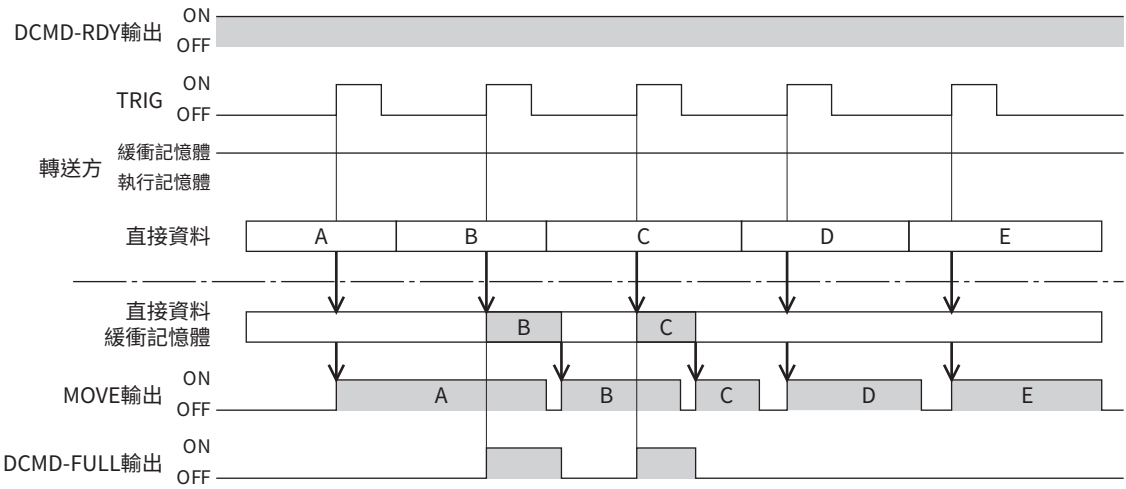 DCMD-RDY輸出 ON
OFF
TRIG ON
OFF
轉送方 緩衝記憶體
執行記憶體
直接資料 A B C D E
直接資料
緩衝記憶體 B C
MOVE輸出 ON
OFF A B C D E
DCMD-FULL輸出 ON
OFF